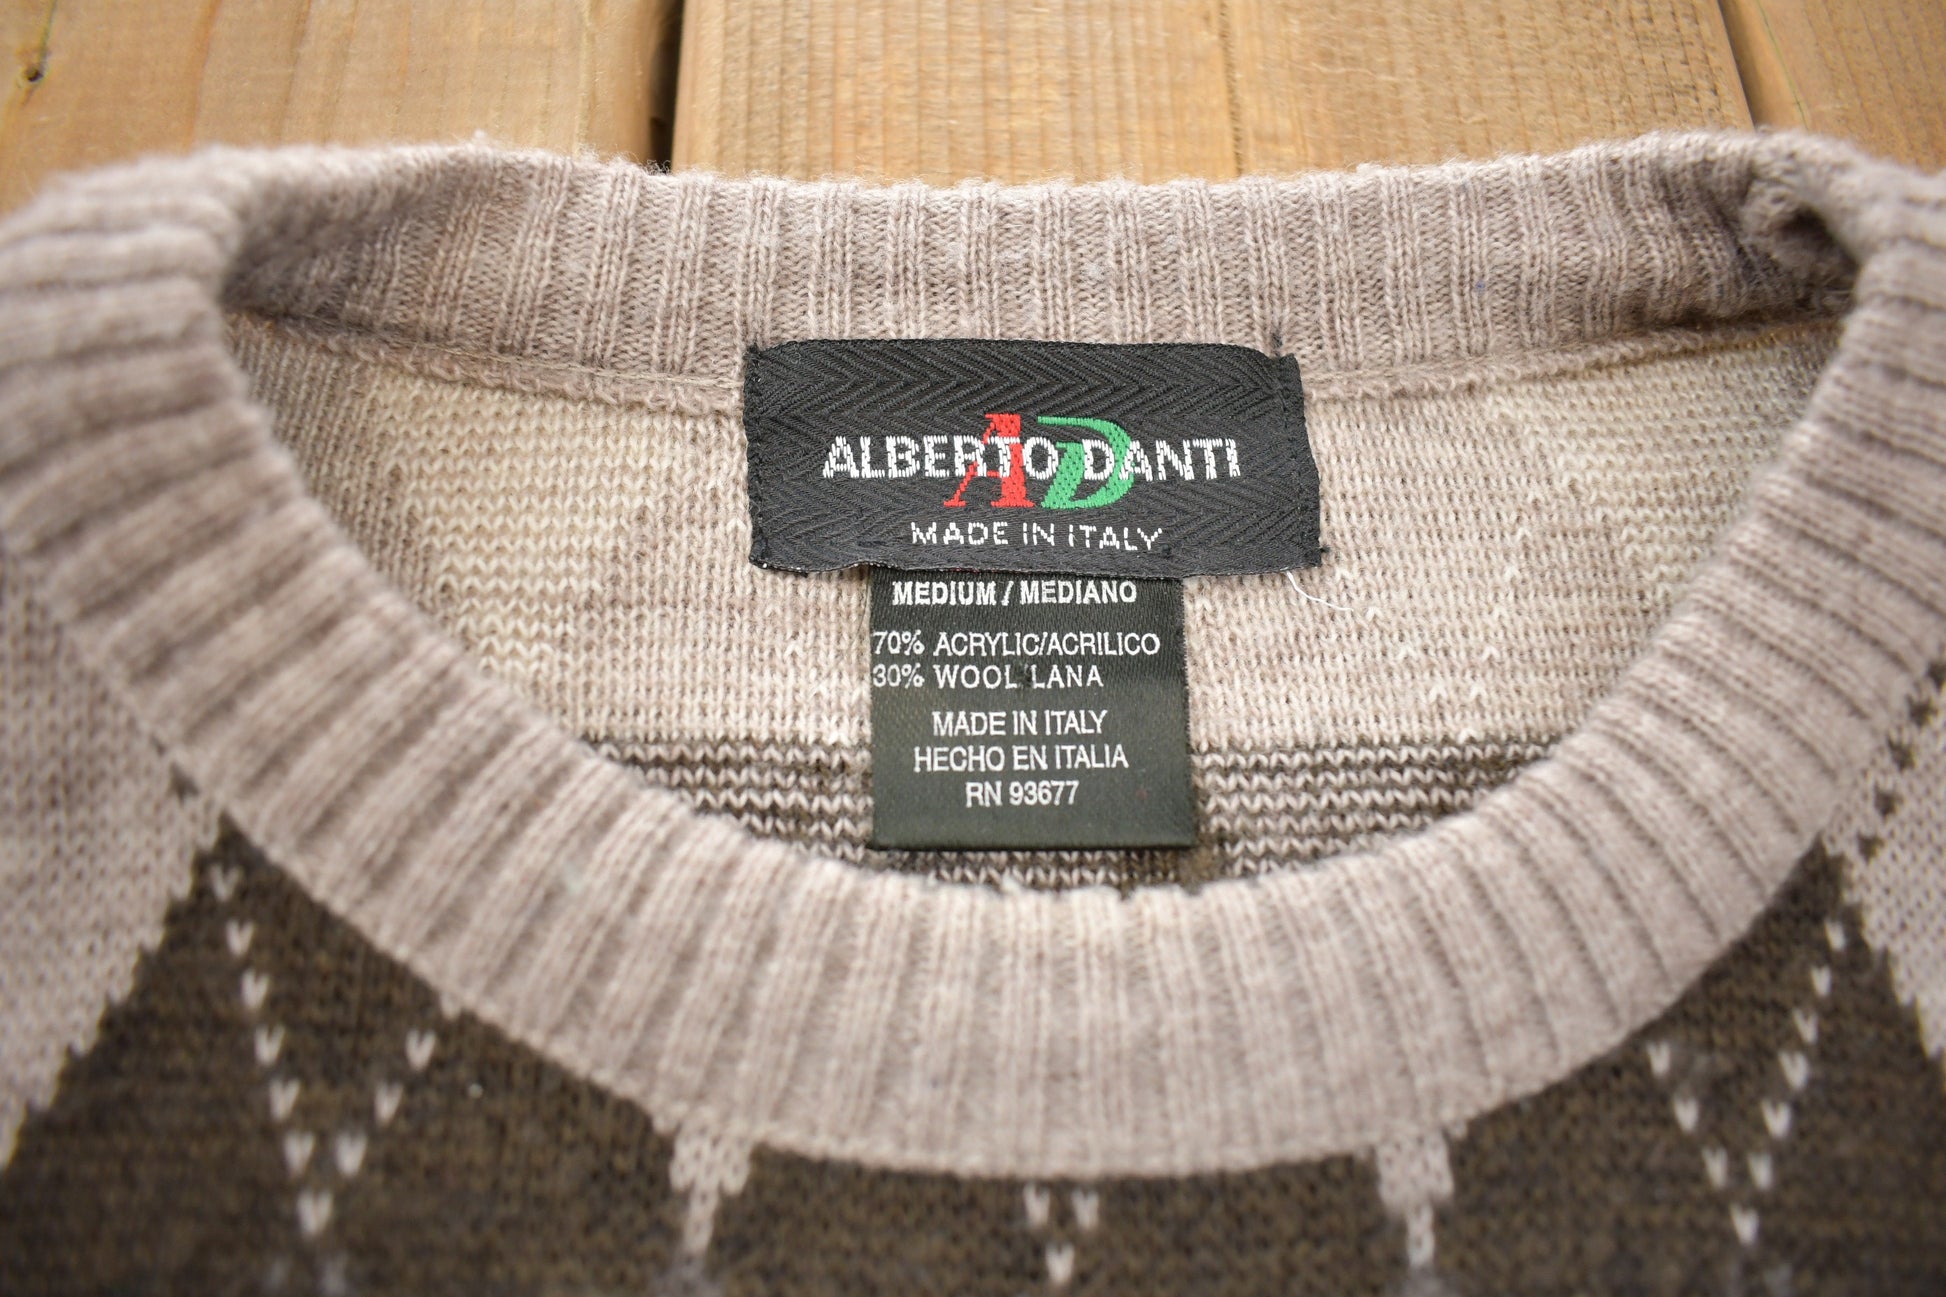 AD
ALBERTO DANTI
MADE IN ITALY
MEDIUM / MEDIANO
70% ACRYLIC/ACRILICO
30% WOOL/LANA
MADE IN ITALY
HECHO EN ITALIA
RN 93677